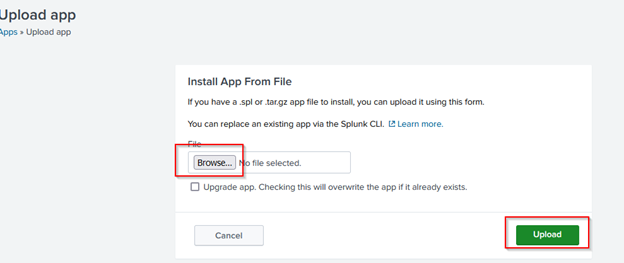 Upload app
Apps » Upload app
Install App From File
If you have a .spl or .tar.gz app file to install, you can upload it using this form.
You can replace an existing app via the Splunk CLI. Learn more.
File
Browse... No file selected.
Upgrade app. Checking this will overwrite the app if it already exists.
Cancel
Upload